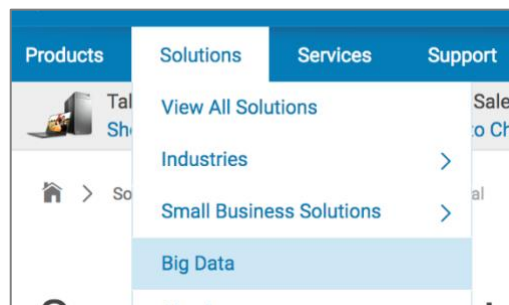 Products Solutions Services Support
View All Solutions
Industries
Small Business Solutions
Big Data